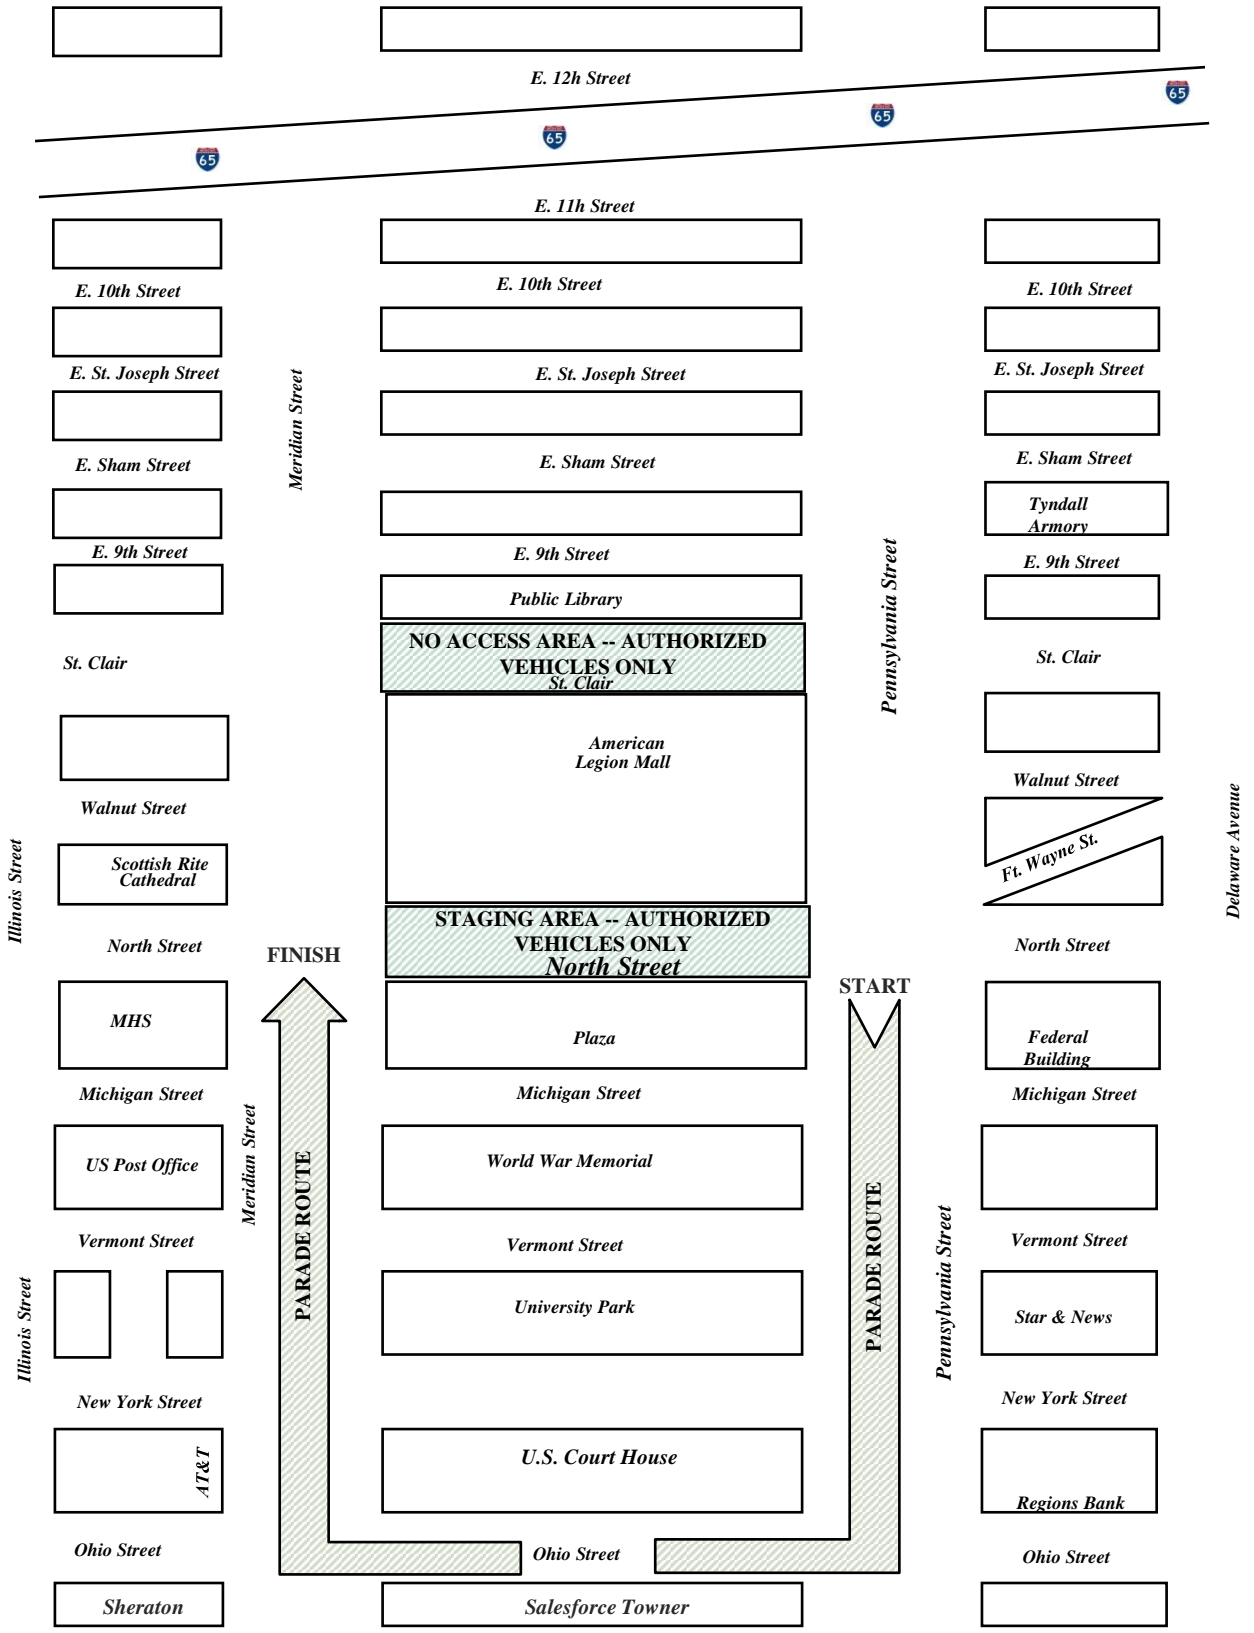 E. 12h Street
65
65
65
65
E. 11h Street
E. 10th Street
E. 10th Street
E. 10th Street
E. St. Joseph Street
E. St. Joseph Street
E. St. Joseph Street
Meridian Street
E. Sham Street
E. Sham Street
E. Sham Street
Tyndall
Armory
E. 9th Street
E. 9th Street
E. 9th Street
Public Library
Pennsylvania Street
NO ACCESS AREA -- AUTHORIZED
VEHICLES ONLY
St. Clair
St. Clair
St. Clair
American
Legion Mall
Walnut Street
Walnut Street
Illinois Street
Scottish Rite
Cathedral
Ft. Wayne St.
Delaware Avenue
STAGING AREA -- AUTHORIZED
VEHICLES ONLY
North Street
North Street
North Street
FINISH
START
MHS
Plaza
Federal
Building
Michigan Street
Michigan Street
Michigan Street
Meridian Street
US Post Office
World War Memorial
PARADE ROUTE
PARADE ROUTE
Vermont Street
Vermont Street
Vermont Street
Illinois Street
University Park
Pennsylvania Street
Star & News
New York Street
New York Street
AT&T
U.S. Court House
Regions Bank
Ohio Street
Ohio Street
Ohio Street
Sheraton
Salesforce Towner